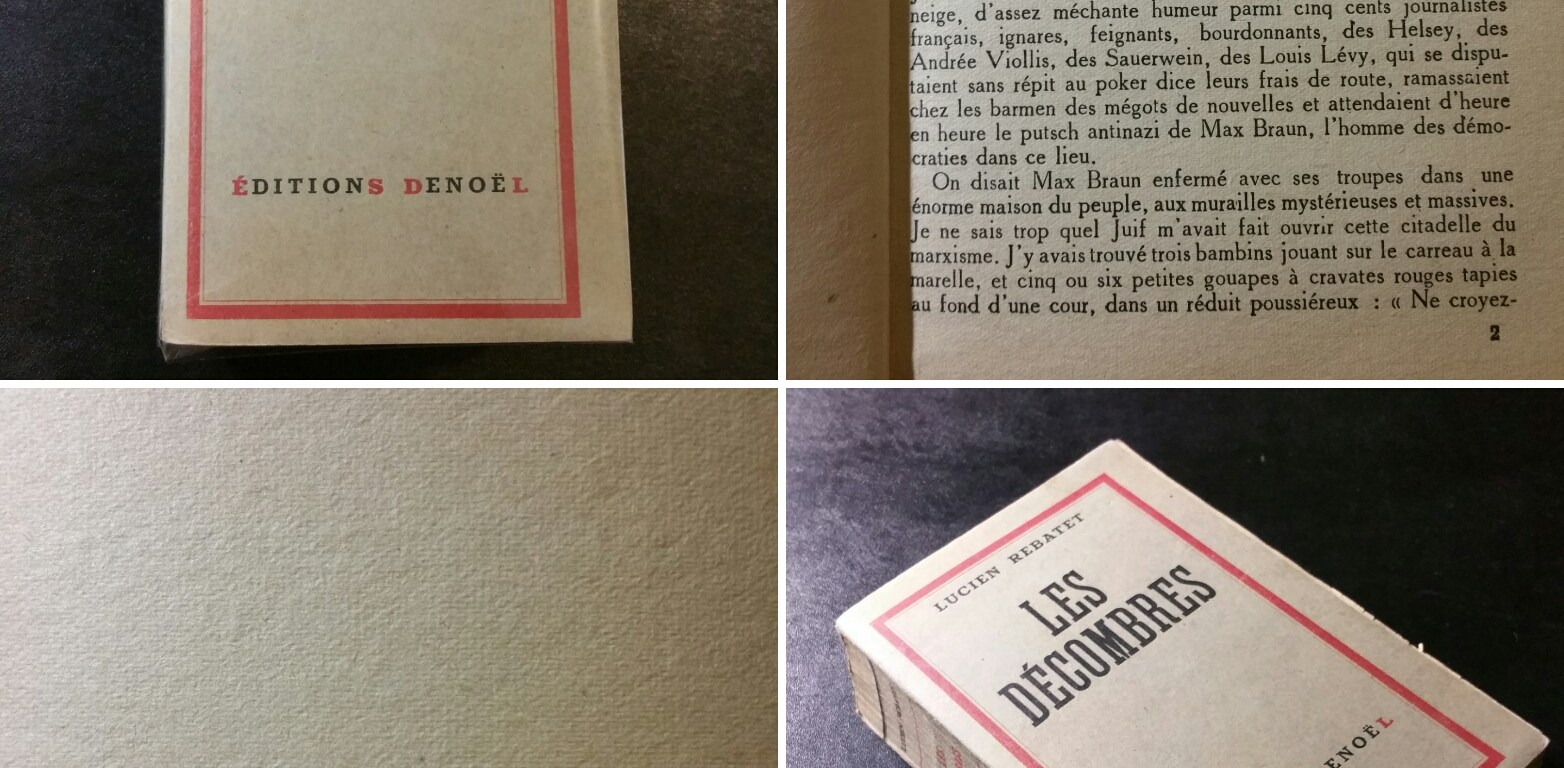 ÉDITIONS DENOËL
neige, d'assez méchante humeur parmi cinq cents journalistes
français, ignares, feignants, bourdonnants, des Helsey, des
Andrée Viollis, des Sauerwein, des Louis Lévy, qui se dispu-
taient sans répit au poker dice leurs frais de route, ramassaient
chez les barmen des mégots de nouvelles et attendaient d'heure
en heure le putsch antinazi de Max Braun, l'homme des démo-
craties dans ce lieu.
On disait Max Braun enfermé avec ses troupes dans une
énorme maison du peuple, aux murailles mystérieuses et massives.
Je ne sais trop quel Juif m'avait fait ouvrir cette citadelle du
marxisme. J'y avais trouvé trois bambins jouant sur le carreau à la
marelle, et cinq ou six petites gouapes à cravates rouges tapies
au fond d'une cour, dans un réduit poussiéreux : « Ne croyez-
2
LUCIEN REBATET
LES
DÉCOMBRES
DENOËL